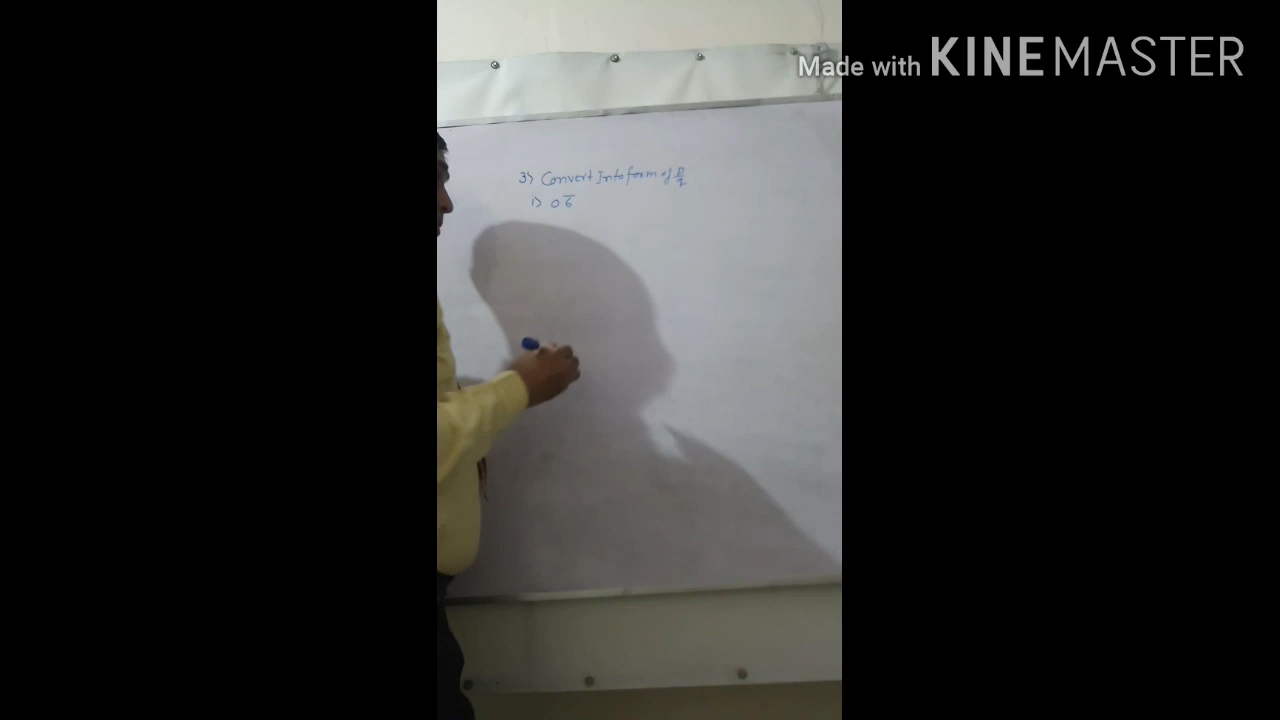 Made with KINEMASTER
3) Convert Into form of p/q
1) 0 6̅